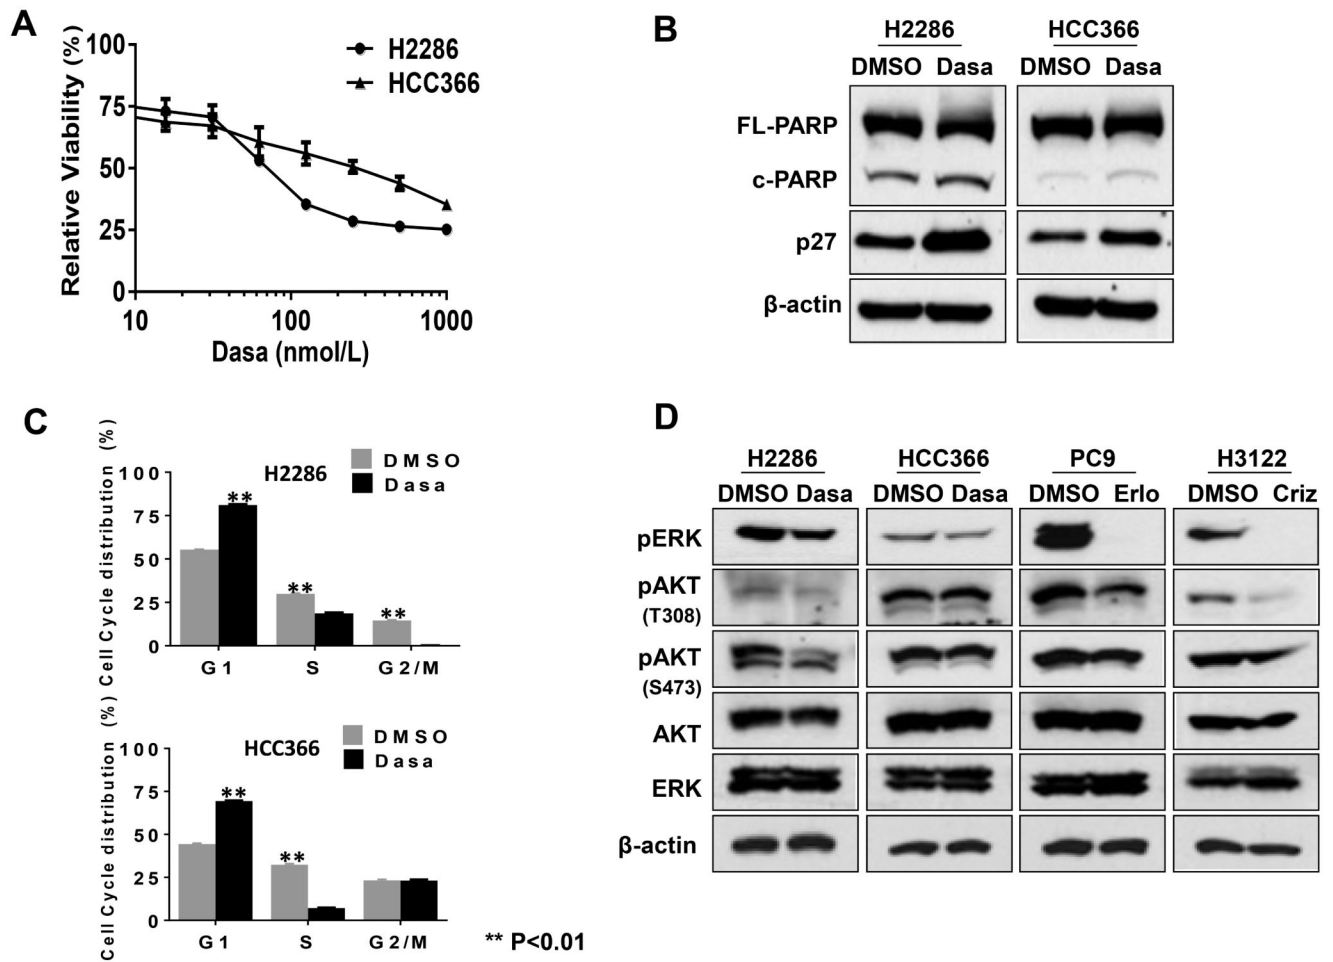 A
Relative Viability (%)
100
75
50
25
0
10 100 1000
Dasa (nmol/L)
H2286
HCC366
B
H2286 HCC366
DMSO Dasa DMSO Dasa
FL-PARP
c-PARP
p27
β-actin
C
Cell Cycle distribution (%)
H2286
DMSO
Dasa
100
75
50
25
0
**
**
**
G1 S G2/M
Cell Cycle distribution (%)
HCC366
DMSO
Dasa
100
75
50
25
0
**
**
G1 S G2/M
** P<0.01
D
H2286 HCC366 PC9 H3122
DMSO Dasa DMSO Dasa DMSO Erlo DMSO Criz
pERK
pAKT
(T308)
pAKT
(S473)
AKT
ERK
β-actin